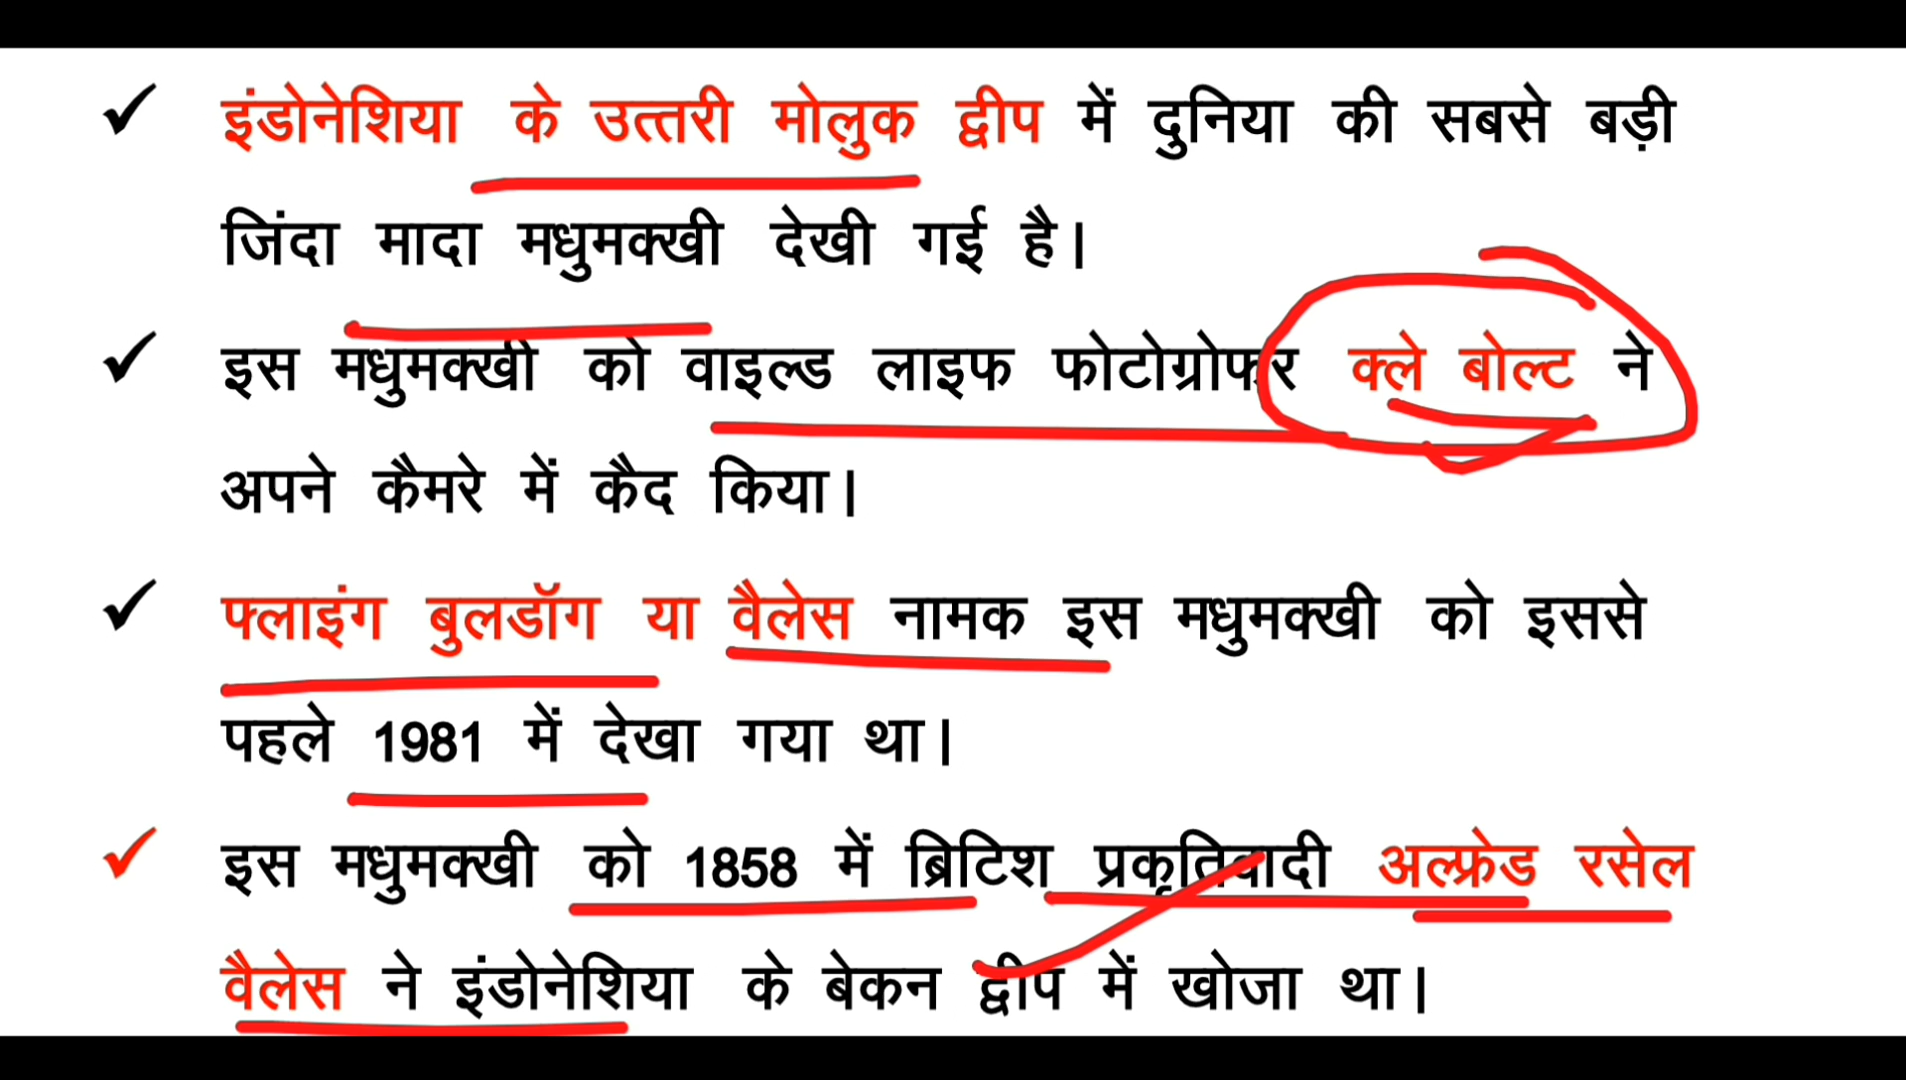 इंडोनेशिया के उत्तरी मोलुक द्वीप में दुनिया की सबसे बड़ी
जिंदा मादा मधुमक्खी देखी गई है।
इस मधुमक्खी को वाइल्ड लाइफ फोटोग्रोफर क्ले बोल्ट ने
अपने कैमरे में कैद किया।
फ्लाइंग बुलडॉग या वैलेस नामक इस मधुमक्खी को इससे
पहले 1981 में देखा गया था।
इस मधुमक्खी को 1858 में ब्रिटिश प्रकृतिवादी अल्फ्रेड रसेल
वैलेस ने इंडोनेशिया के बेकन द्वीप में खोजा था।